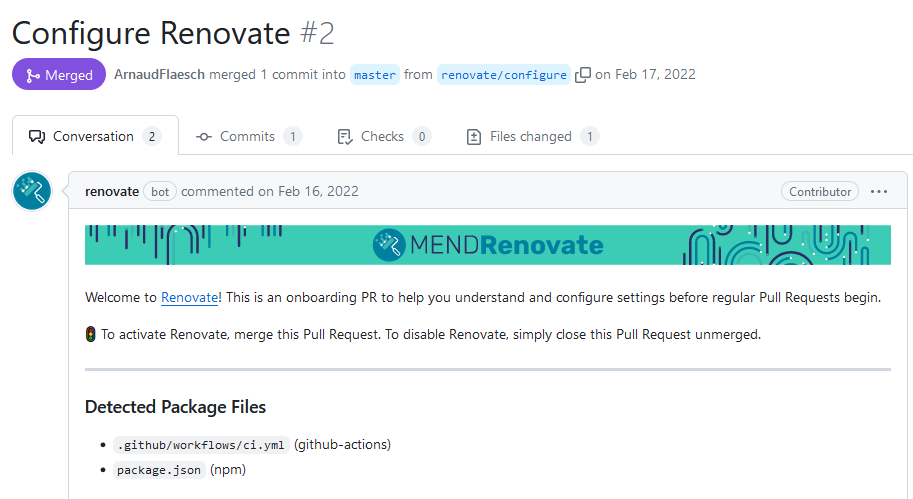 Configure Renovate #2
Merged ArnaudFlaesch merged 1 commit into master from renovate/configure on Feb 17, 2022
Conversation 2 Commits 1 Checks 0 Files changed 1
renovate bot commented on Feb 16, 2022 Contributor
MENDRenovate
Welcome to Renovate! This is an onboarding PR to help you understand and configure settings before regular Pull Requests begin.
🚦 To activate Renovate, merge this Pull Request. To disable Renovate, simply close this Pull Request unmerged.
Detected Package Files
• .github/workflows/ci.yml (github-actions)
• package.json (npm)